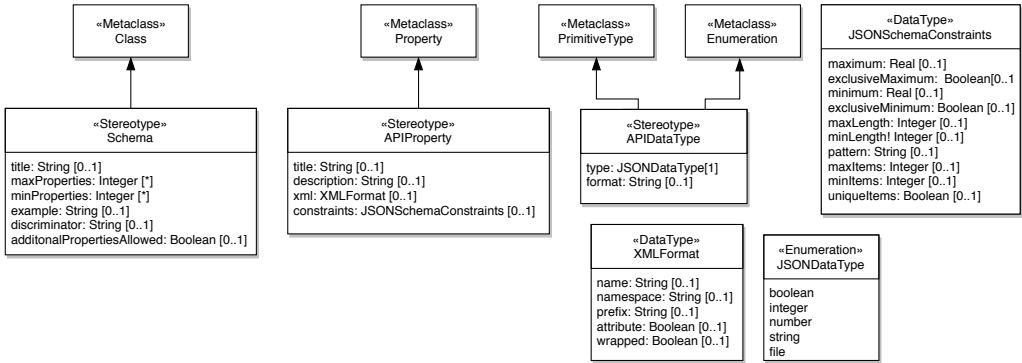 «Metaclass»
Class
«Metaclass»
Property
«Metaclass»
PrimitiveType
«Metaclass»
Enumeration
«DataType»
JSONSchemaConstraints
maximum: Real [0..1]
exclusiveMaximum:  Boolean[0..1
minimum: Real [0..1]
exclusiveMinimum: Boolean [0..1]
maxLength: Integer [0..1]
minLength! Integer [0..1]
pattern: String [0..1]
maxItems: Integer [0..1]
minItems: Integer [0..1]
uniqueItems: Boolean [0..1]
«Stereotype»
Schema
title: String [0..1]
maxProperties: Integer [*]
minProperties: Integer [*]
example: String [0..1]
discriminator: String [0..1]
additonalPropertiesAllowed: Boolean [0..1]
«Stereotype»
APIProperty
title: String [0..1]
description: String [0..1]
xml: XMLFormat [0..1]
constraints: JSONSchemaConstraints [0..1]
«Stereotype»
APIDataType
type: JSONDataType[1]
format: String [0..1]
«DataType»
XMLFormat
name: String [0..1]
namespace: String [0..1]
prefix: String [0..1]
attribute: Boolean [0..1]
wrapped: Boolean [0..1]
«Enumeration»
JSONDataType
boolean
integer
number
string
file